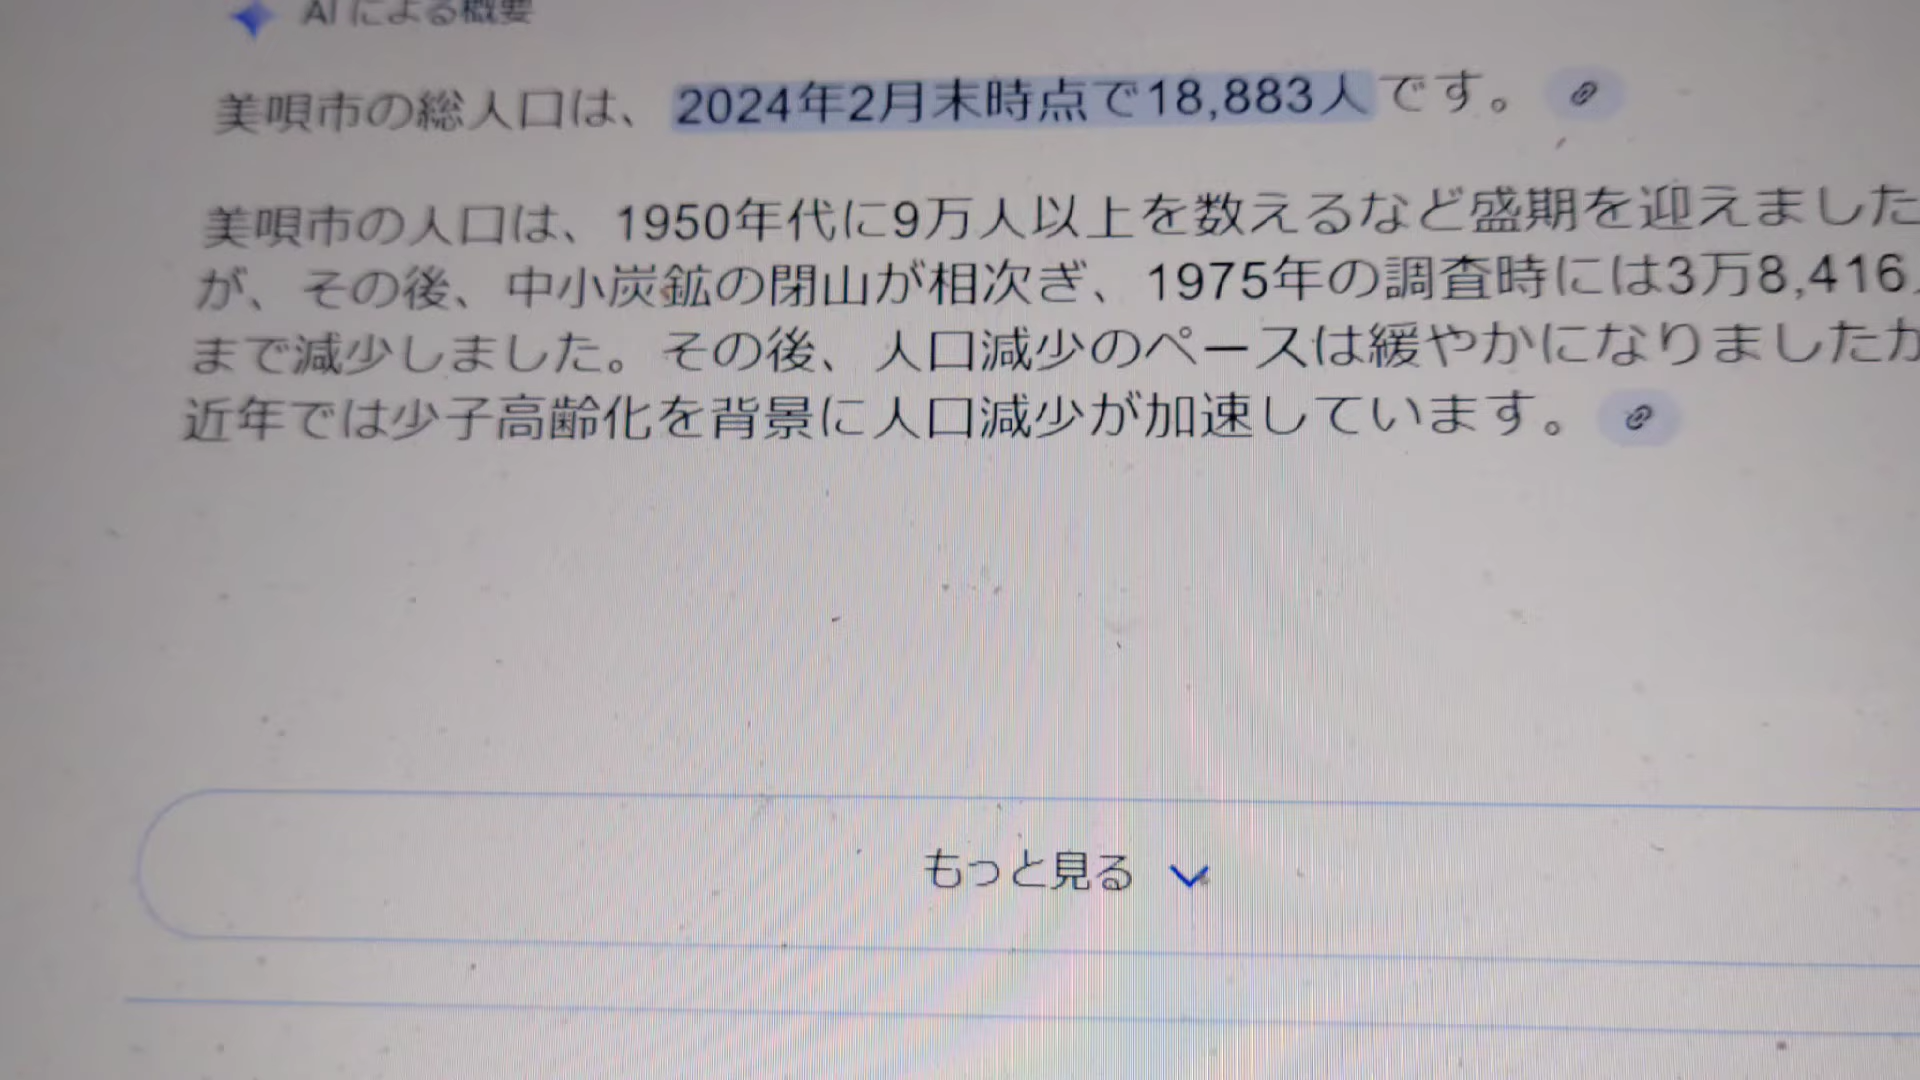 AI による概要
美唄市の総人口は、2024年2月末時点で18,883人です。
美唄市の人口は、1950年代に9万人以上を数えるなど盛期を迎えました
が、その後、中小炭鉱の閉山が相次ぎ、1975年の調査時には3万8,416
まで減少しました。その後、人口減少のペースは緩やかになりました
近年では少子高齢化を背景に人口減少が加速しています。
もっと見る